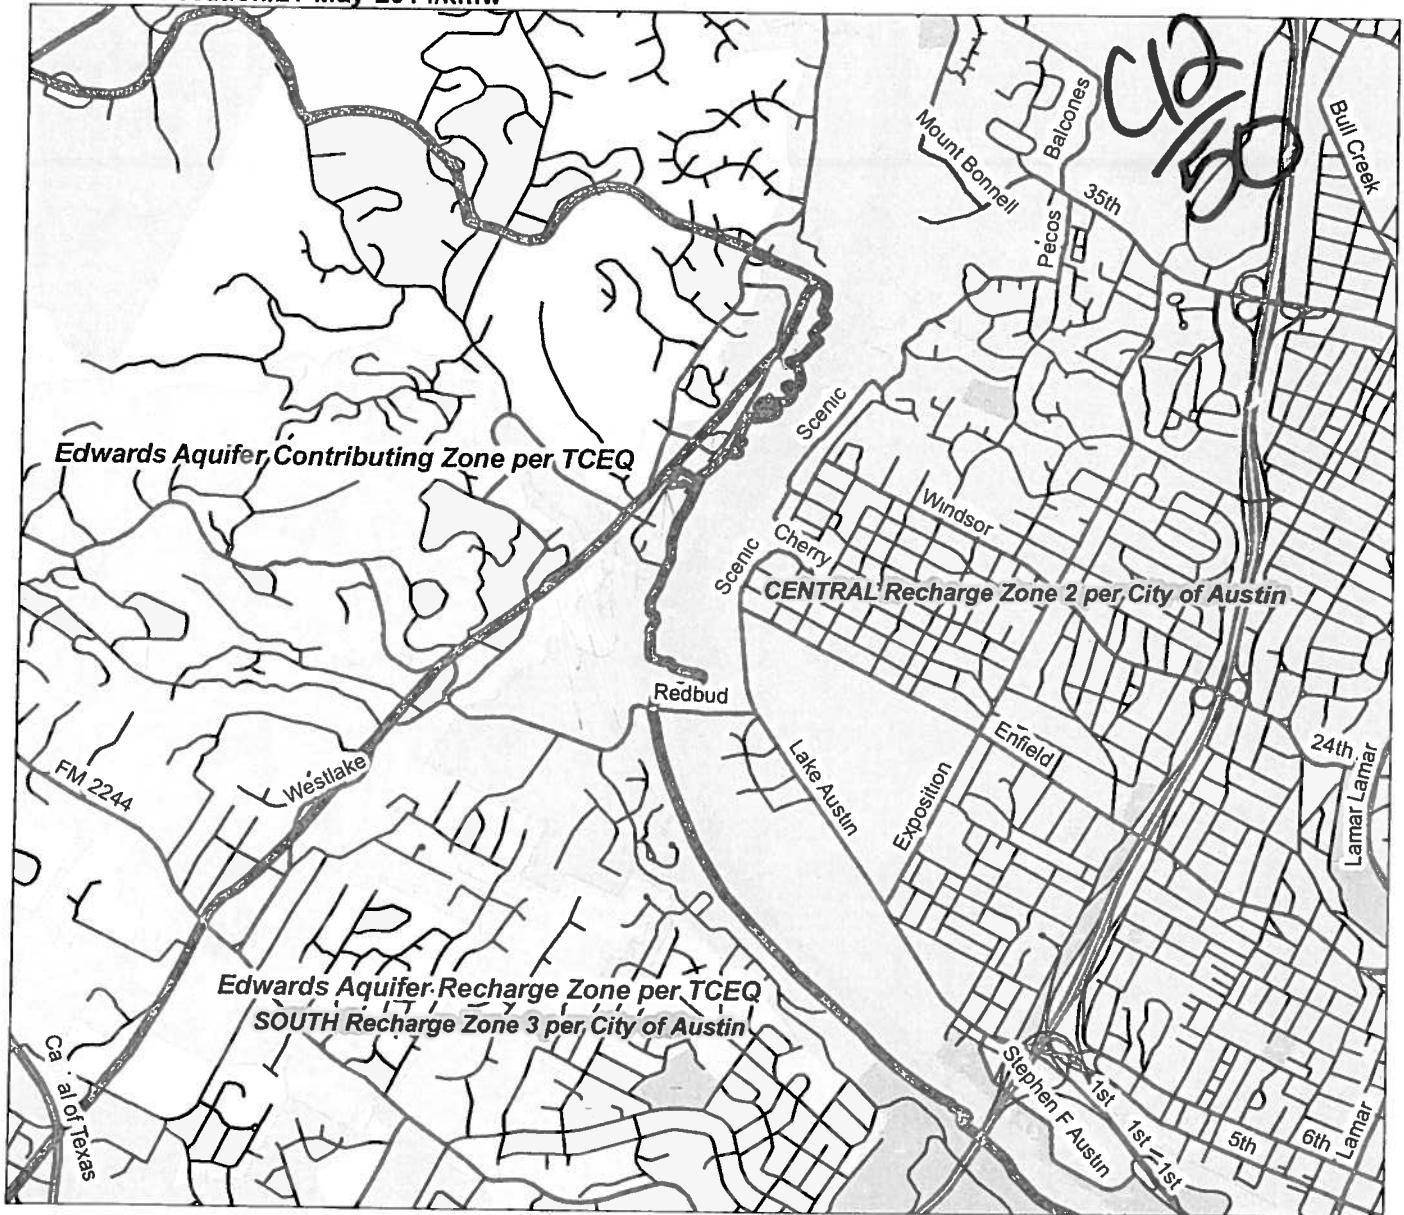 C12
/50
Bull Creek
Balcones
Mount Bonnell
35th
Pecos
Scenic
Edwards Aquifer Contributing Zone per TCEQ
Windsor
Cherry
Scenic
CENTRAL Recharge Zone 2 per City of Austin
Redbud
Enfield
24th
Lamar Lamar
Westlake
FM 2244
Lake Austin
Exposition
Edwards Aquifer Recharge Zone per TCEQ
SOUTH Recharge Zone 3 per City of Austin
Ca al of Texas
Stephen F Austin
1st
1st
1st
5th
6th
Lamar